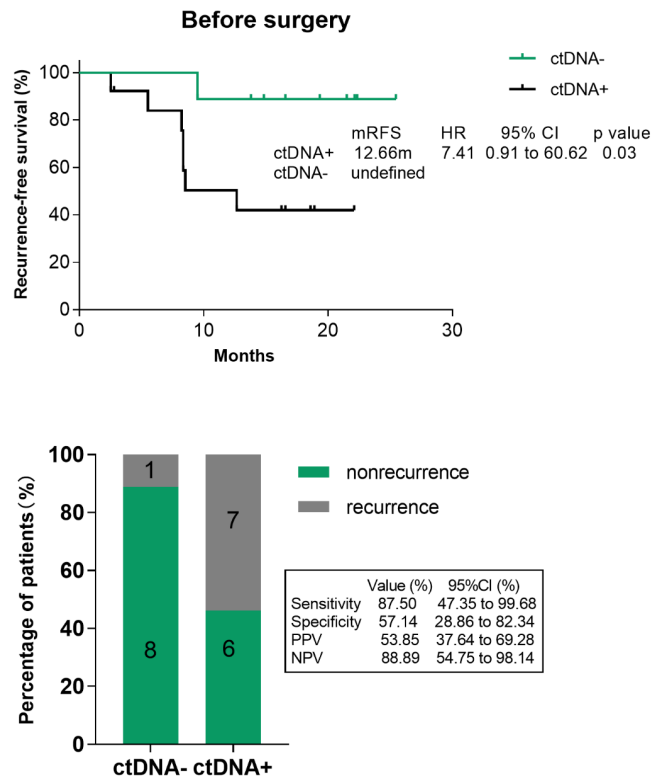 Before surgery
Recurrence-free survival (%)
100
80
60
40
20
0
0 10 20 30
Months
ctDNA-
ctDNA+
mRFS HR 95% CI p value
ctDNA+ 12.66m 7.41 0.91 to 60.62 0.03
ctDNA- undefined
Percentage of patients (%)
100
80
60
40
20
0
1
8
7
6
ctDNA- ctDNA+
nonrecurrence
recurrence
Value (%) 95%CI (%)
Sensitivity 87.50 47.35 to 99.68
Specificity 57.14 28.86 to 82.34
PPV 53.85 37.64 to 69.28
NPV 88.89 54.75 to 98.14